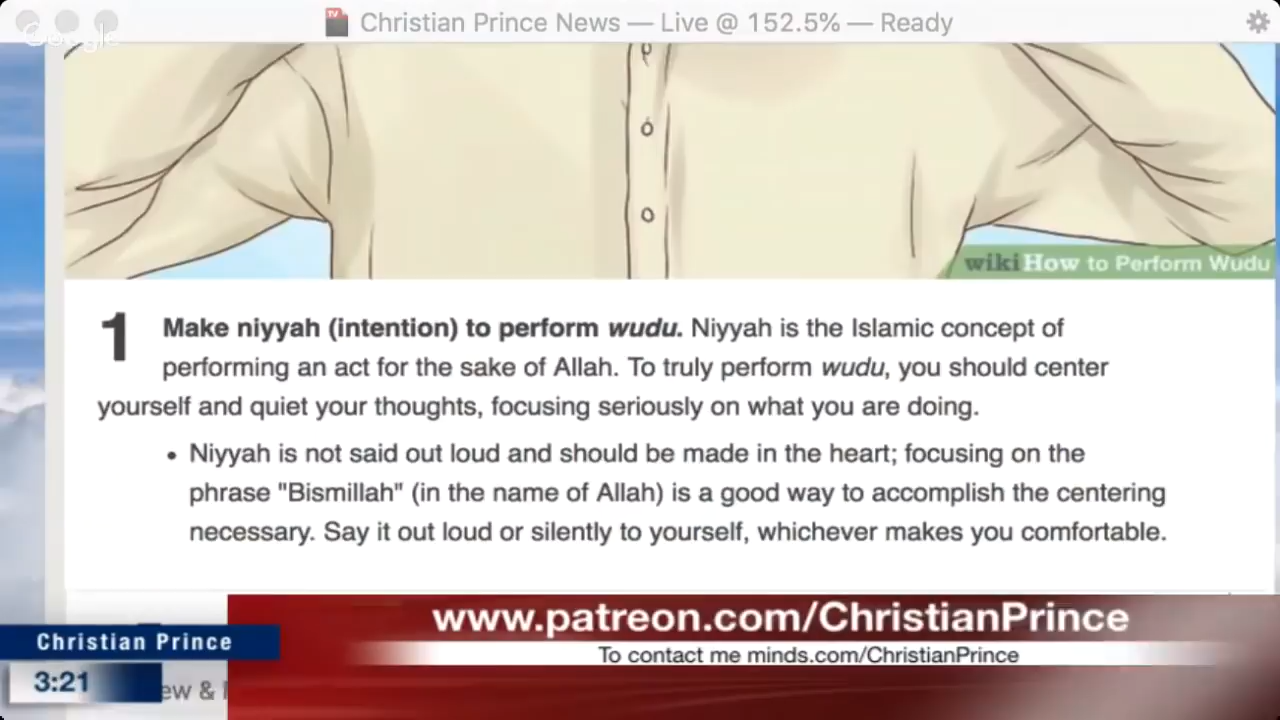 Christian Prince News — Live @ 152.5% — Ready
Google
wikiHow to Perform Wudu
1 Make niyyah (intention) to perform wudu. Niyyah is the Islamic concept of
performing an act for the sake of Allah. To truly perform wudu, you should center
yourself and quiet your thoughts, focusing seriously on what you are doing.
• Niyyah is not said out loud and should be made in the heart; focusing on the
phrase "Bismillah" (in the name of Allah) is a good way to accomplish the centering
necessary. Say it out loud or silently to yourself, whichever makes you comfortable.
www.patreon.com/ChristianPrince
Christian Prince
To contact me minds.com/ChristianPrince
3:21